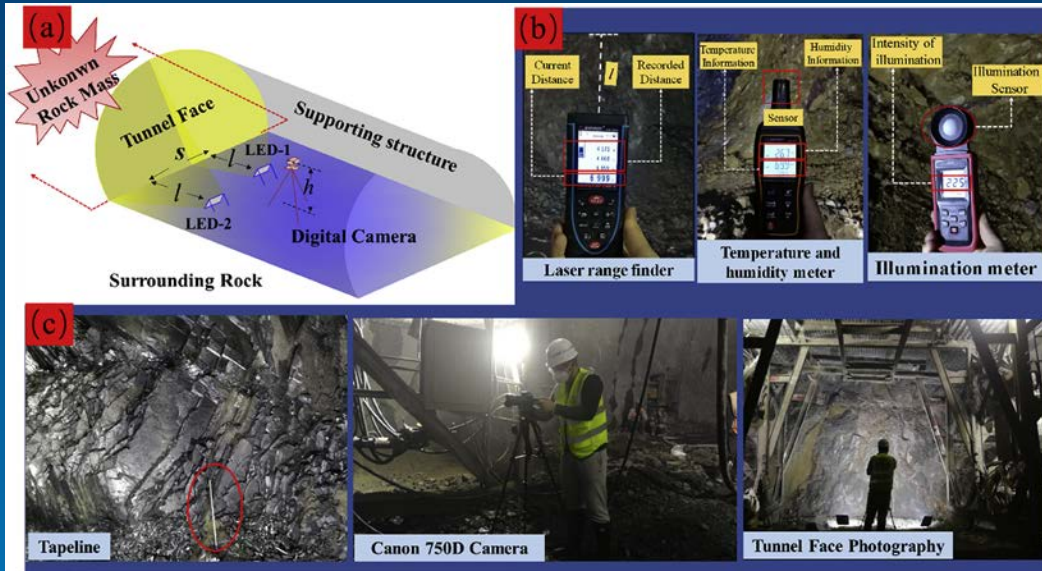 (a)
Unkonwn
Rock Mass
Tunnel Face
Supporting structure
s
l
LED-1
h
l
LED-2
Digital Camera
Surrounding Rock
(b)
Current
Distance
l
Recorded
Distance
Laser range finder
Temperature
Information
Humidity
Information
Sensor
Temperature and
humidity meter
Intensity of
illumination
Illumination
Sensor
Illumination meter
(c)
Tapeline
Canon 750D Camera
Tunnel Face Photography